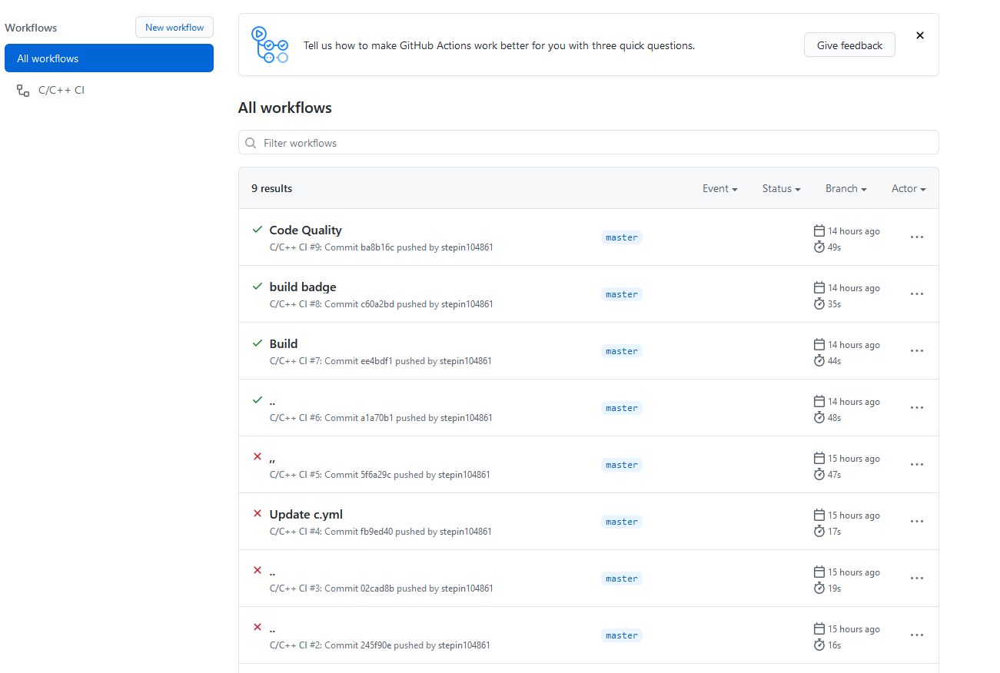 Workflows
New workflow
All workflows
C/C++ CI
Tell us how to make GitHub Actions work better for you with three quick questions.
Give feedback
All workflows
Filter workflows
9 results
Event
Status
Branch
Actor
Code Quality
C/C++ CI #9: Commit ba8b16c pushed by stepin104861
master
14 hours ago
49s
build badge
C/C++ CI #8: Commit c60a2bd pushed by stepin104861
master
14 hours ago
35s
Build
C/C++ CI #7: Commit ee4bdf1 pushed by stepin104861
master
14 hours ago
44s
..
C/C++ CI #6: Commit a1a70b1 pushed by stepin104861
master
14 hours ago
48s
,,
C/C++ CI #5: Commit 5f6a29c pushed by stepin104861
master
15 hours ago
47s
Update c.yml
C/C++ CI #4: Commit fb9ed40 pushed by stepin104861
master
15 hours ago
17s
..
C/C++ CI #3: Commit 02cad8b pushed by stepin104861
master
15 hours ago
19s
..
C/C++ CI #2: Commit 245f90e pushed by stepin104861
master
15 hours ago
16s